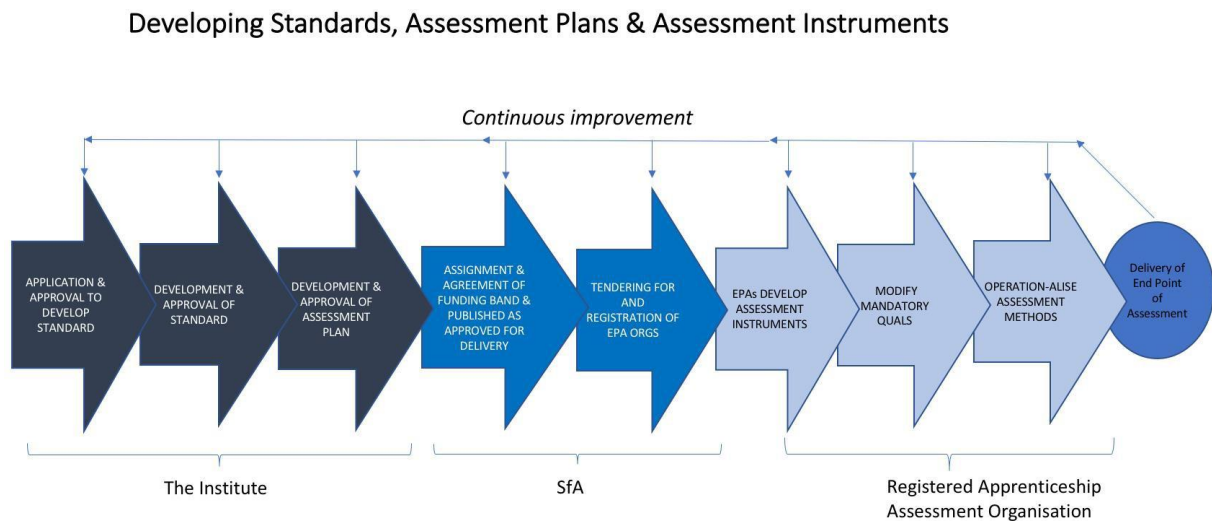 Developing Standards, Assessment Plans & Assessment Instruments
Continuous improvement
APPLICATION &
APPROVAL TO
DEVELOP
STANDARD
DEVELOPMENT &
APPROVAL OF
STANDARD
DEVELOPMENT &
APPROVAL OF
ASSESSMENT
PLAN
ASSIGNMENT &
AGREEMENT OF
FUNDING BAND &
PUBLISHED AS
APPROVED FOR
DELIVERY
TENDERING FOR
AND
REGISTRATION OF
EPA ORGS
EPAs DEVELOP
ASSESSMENT
INSTRUMENTS
MODIFY
MANDATORY
QUALS
OPERATION-ALISE
ASSESSMENT
METHODS
Delivery of
End Point
of
Assessment
The Institute
SfA
Registered Apprenticeship
Assessment Organisation